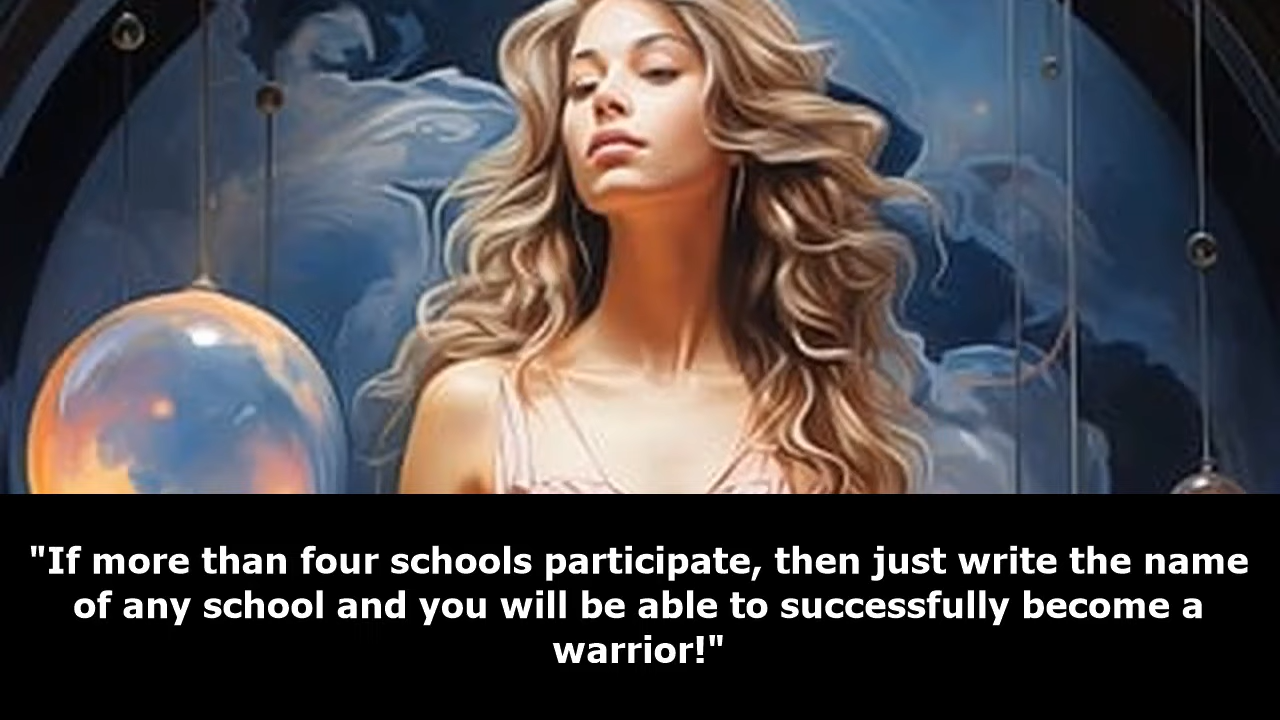 "If more than four schools participate, then just write the name
of any school and you will be able to successfully become a
warrior!"